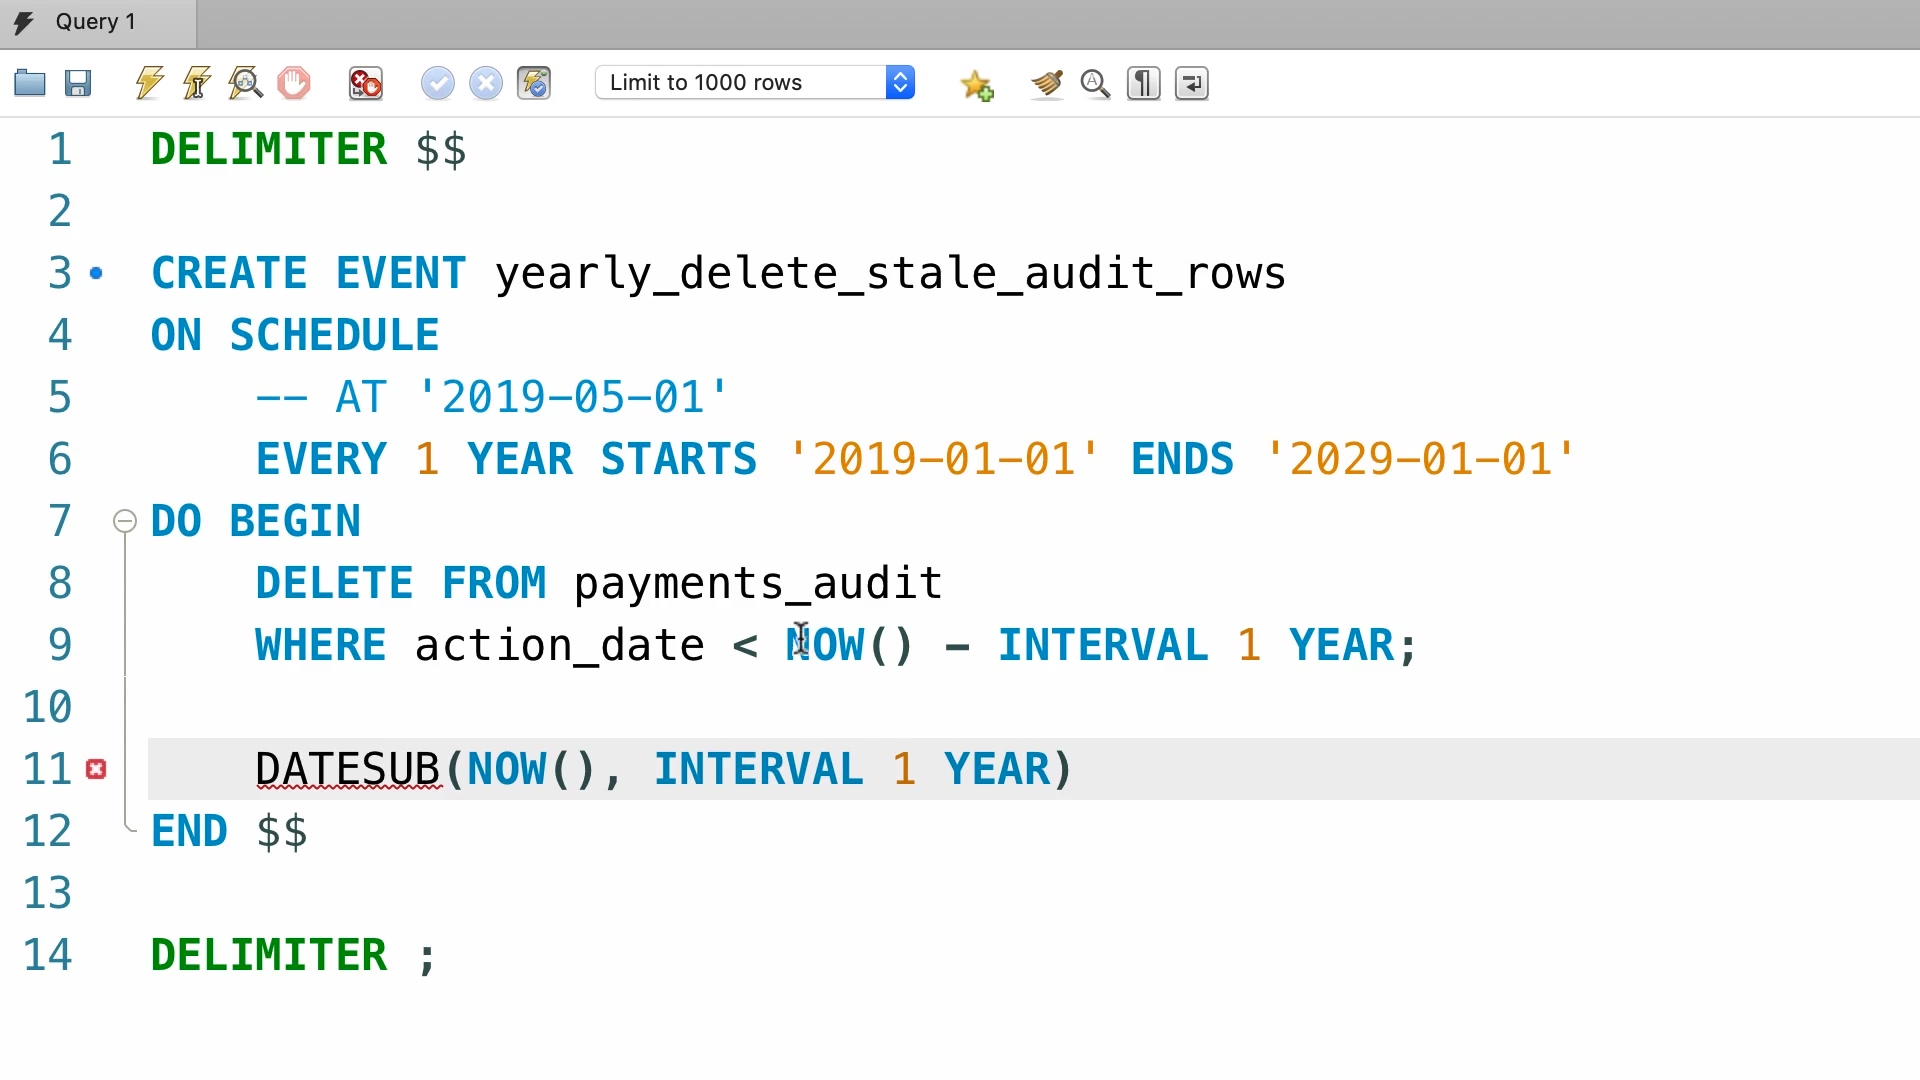 Query 1
Limit to 1000 rows
1 DELIMITER $$
2
3 CREATE EVENT yearly_delete_stale_audit_rows
4 ON SCHEDULE
5 -- AT '2019-05-01'
6 EVERY 1 YEAR STARTS '2019-01-01' ENDS '2029-01-01'
7 DO BEGIN
8 DELETE FROM payments_audit
9 WHERE action_date < NOW() - INTERVAL 1 YEAR;
10
11 DATESUB(NOW(), INTERVAL 1 YEAR)
12 END $$
13
14 DELIMITER ;